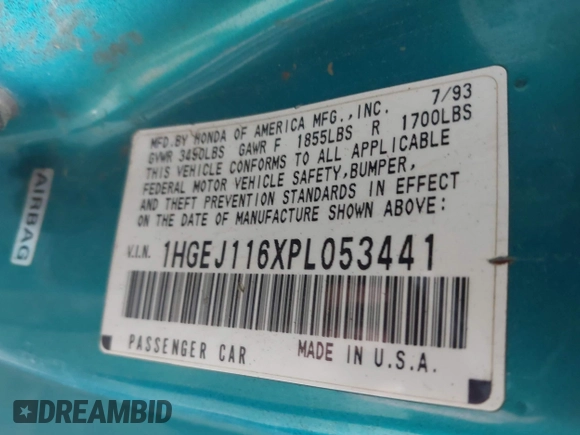 MFD. BY HONDA OF AMERICA MFG., INC. 7/93
GVWR 3450LBS GAWR F 1855LBS R 1700LBS
THIS VEHICLE CONFORMS TO ALL APPLICABLE
FEDERAL MOTOR VEHICLE SAFETY, BUMPER,
AND THEFT PREVENTION STANDARDS IN EFFECT
ON THE DATE OF MANUFACTURE SHOWN ABOVE:
V.I.N. 1HGEJ116XPL053441
PASSENGER CAR MADE IN U.S.A.
AIRBAG
DREAMBID